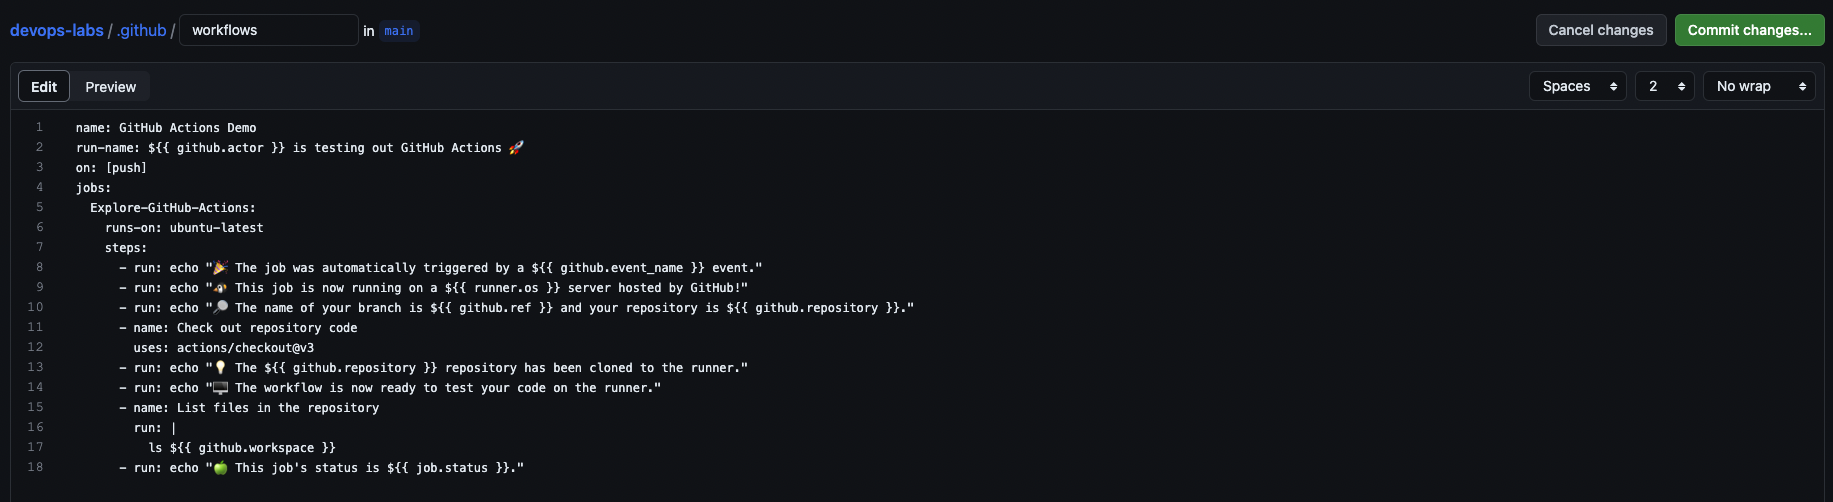 devops-labs / .github / workflows in main Cancel changes Commit changes...
Edit Preview Spaces 2 No wrap
1 name: GitHub Actions Demo
2 run-name: ${{ github.actor }} is testing out GitHub Actions 🚀
3 on: [push]
4 jobs:
5   Explore-GitHub-Actions:
6     runs-on: ubuntu-latest
7     steps:
8       - run: echo "🎉 The job was automatically triggered by a ${{ github.event_name }} event."
9       - run: echo "🐧 This job is now running on a ${{ runner.os }} server hosted by GitHub!"
10       - run: echo "🔎 The name of your branch is ${{ github.ref }} and your repository is ${{ github.repository }}."
11       - name: Check out repository code
12         uses: actions/checkout@v3
13       - run: echo "💡 The ${{ github.repository }} repository has been cloned to the runner."
14       - run: echo "🖥️ The workflow is now ready to test your code on the runner."
15       - name: List files in the repository
16         run: |
17           ls ${{ github.workspace }}
18       - run: echo "🍏 This job's status is ${{ job.status }}."